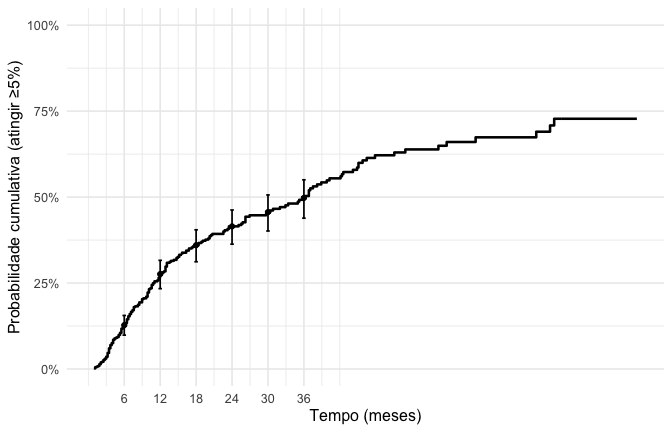 Probabilidade cumulativa (atingir ≥5%)
100%
75%
50%
25%
0%
6 12 18 24 30 36
Tempo (meses)